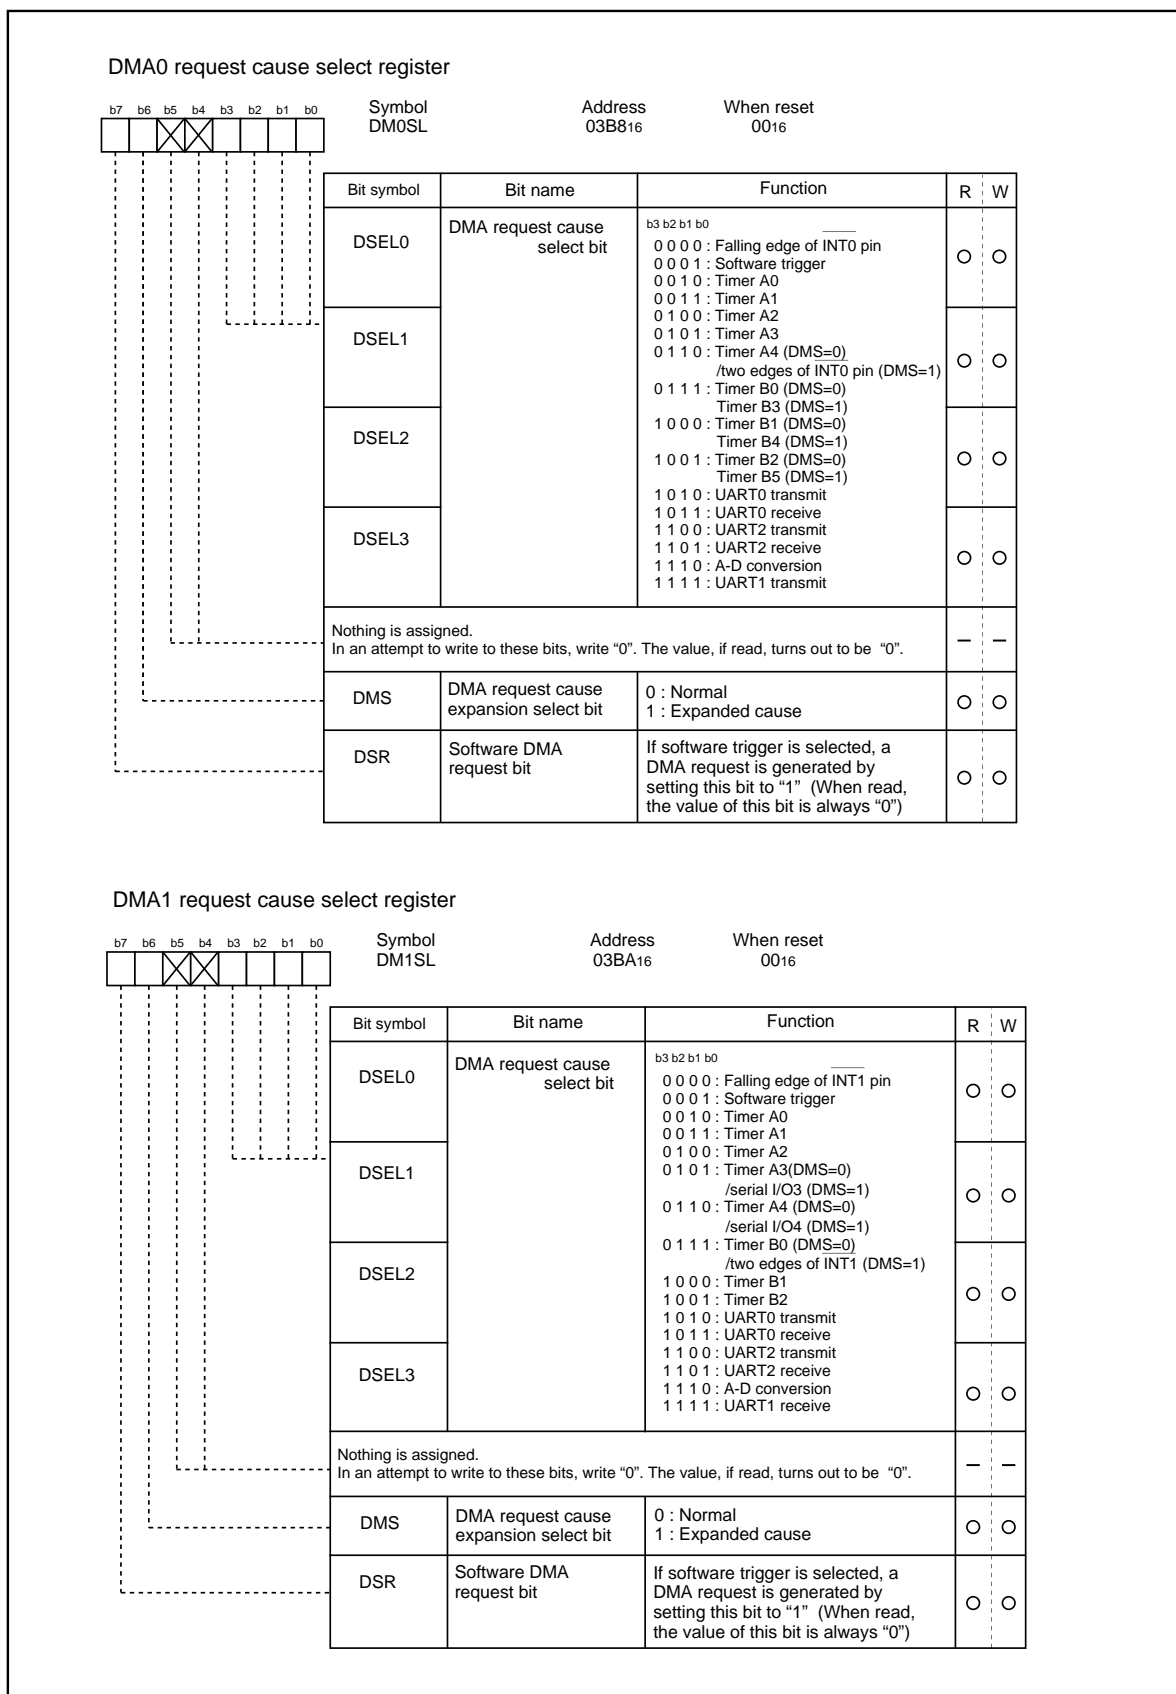 DMA0 request cause select register
b7 b6 b5 b4 b3 b2 b1 b0
Symbol Address When reset
DM0SL 03B816 0016
Bit symbol Bit name Function R W
DSEL0
DSEL1
DSEL2
DSEL3
DMA request cause
select bit
b3 b2 b1 b0
0 0 0 0 : Falling edge of INT0 pin
0 0 0 1 : Software trigger
0 0 1 0 : Timer A0
0 0 1 1 : Timer A1
0 1 0 0 : Timer A2
0 1 0 1 : Timer A3
0 1 1 0 : Timer A4 (DMS=0)
/two edges of INT0 pin (DMS=1)
0 1 1 1 : Timer B0 (DMS=0)
Timer B3 (DMS=1)
1 0 0 0 : Timer B1 (DMS=0)
Timer B4 (DMS=1)
1 0 0 1 : Timer B2 (DMS=0)
Timer B5 (DMS=1)
1 0 1 0 : UART0 transmit
1 0 1 1 : UART0 receive
1 1 0 0 : UART2 transmit
1 1 0 1 : UART2 receive
1 1 1 0 : A-D conversion
1 1 1 1 : UART1 transmit
Nothing is assigned.
In an attempt to write to these bits, write “0”. The value, if read, turns out to be “0”.
DMS
DMA request cause
expansion select bit
0 : Normal
1 : Expanded cause
DSR
Software DMA
request bit
If software trigger is selected, a
DMA request is generated by
setting this bit to “1” (When read,
the value of this bit is always “0”)
DMA1 request cause select register
b7 b6 b5 b4 b3 b2 b1 b0
Symbol Address When reset
DM1SL 03BA16 0016
Bit symbol Bit name Function R W
DSEL0
DSEL1
DSEL2
DSEL3
DMA request cause
select bit
b3 b2 b1 b0
0 0 0 0 : Falling edge of INT1 pin
0 0 0 1 : Software trigger
0 0 1 0 : Timer A0
0 0 1 1 : Timer A1
0 1 0 0 : Timer A2
0 1 0 1 : Timer A3(DMS=0)
/serial I/O3 (DMS=1)
0 1 1 0 : Timer A4 (DMS=0)
/serial I/O4 (DMS=1)
0 1 1 1 : Timer B0 (DMS=0)
/two edges of INT1 (DMS=1)
1 0 0 0 : Timer B1
1 0 0 1 : Timer B2
1 0 1 0 : UART0 transmit
1 0 1 1 : UART0 receive
1 1 0 0 : UART2 transmit
1 1 0 1 : UART2 receive
1 1 1 0 : A-D conversion
1 1 1 1 : UART1 receive
Nothing is assigned.
In an attempt to write to these bits, write “0”. The value, if read, turns out to be “0”.
DMS
DMA request cause
expansion select bit
0 : Normal
1 : Expanded cause
DSR
Software DMA
request bit
If software trigger is selected, a
DMA request is generated by
setting this bit to “1” (When read,
the value of this bit is always “0”)